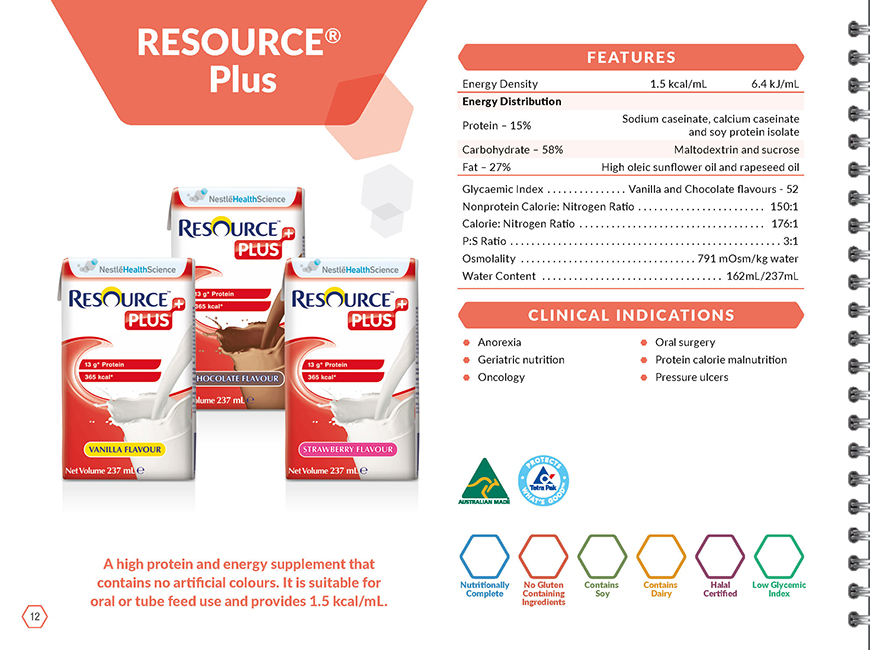 RESOURCE®
Plus
NestléHealthScience
RESOURCE™
PLUS+
13 g* Protein
365 kcal*
CHOCOLATE FLAVOUR
lume 237 mL e
NestléHealthScience
RESOURCE™
PLUS+
13 g* Protein
365 kcal*
VANILLA FLAVOUR
Net Volume 237 mL e
NestléHealthScience
RESOURCE™
PLUS+
13 g* Protein
365 kcal*
STRAWBERRY FLAVOUR
Net Volume 237 mL e
A high protein and energy supplement that
contains no artificial colours. It is suitable for
oral or tube feed use and provides 1.5 kcal/mL.
12
FEATURES
Energy Density 1.5 kcal/mL 6.4 kJ/mL
Energy Distribution
Protein – 15% Sodium caseinate, calcium caseinate
and soy protein isolate
Carbohydrate – 58% Maltodextrin and sucrose
Fat – 27% High oleic sunflower oil and rapeseed oil
Glycaemic Index ............... Vanilla and Chocolate flavours - 52
Nonprotein Calorie: Nitrogen Ratio ........................ 150:1
Calorie: Nitrogen Ratio .................................... 176:1
P:S Ratio .................................................... 3:1
Osmolality .................................. 791 mOsm/kg water
Water Content ................................... 162mL/237mL
CLINICAL INDICATIONS
Anorexia
Geriatric nutrition
Oncology
Oral surgery
Protein calorie malnutrition
Pressure ulcers
AUSTRALIAN MADE
PROTECTS
Tetra Pak
WHAT'S GOOD™
Nutritionally
Complete
No Gluten
Containing
Ingredients
Contains
Soy
Contains
Dairy
Halal
Certified
Low Glycemic
Index